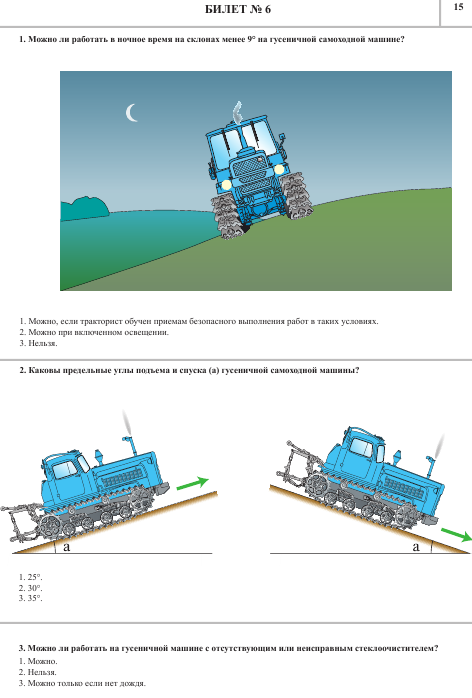 БИЛЕТ № 6
15
1. Можно ли работать в ночное время на склонах менее 9° на гусеничной самоходной машине?
1. Можно, если тракторист обучен приемам безопасного выполнения работ в таких условиях.
2. Можно при включенном освещении.
3. Нельзя.
2. Каковы предельные углы подъема и спуска (а) гусеничной самоходной машины?
а
а
1. 25°.
2. 30°.
3. 35°.
3. Можно ли работать на гусеничной машине с отсутствующим или неисправным стеклоочистителем?
1. Можно.
2. Нельзя.
3. Можно только если нет дождя.